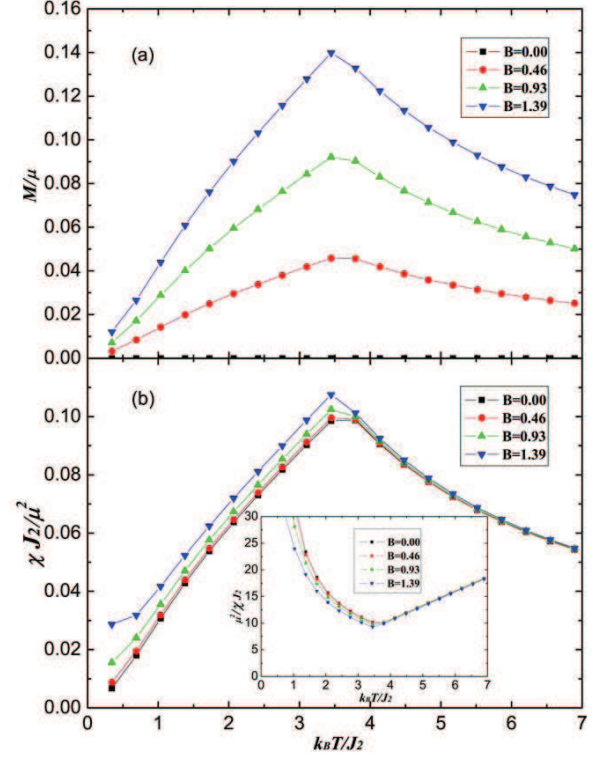 0.16
0.14
0.12
0.10
0.08
0.06
0.04
0.02
0.00
M/μ
(a)
B=0.00
B=0.46
B=0.93
B=1.39
0.10
0.08
0.06
0.04
0.02
0.00
χ J₂/μ²
(b)
B=0.00
B=0.46
B=0.93
B=1.39
30
25
20
15
10
5
0
μ²/χ J₂
B=0.00
B=0.46
B=0.93
B=1.39
0 1 2 3 4 5 6 7
k_BT/J₂
0 1 2 3 4 5 6 7
k_BT/J₂